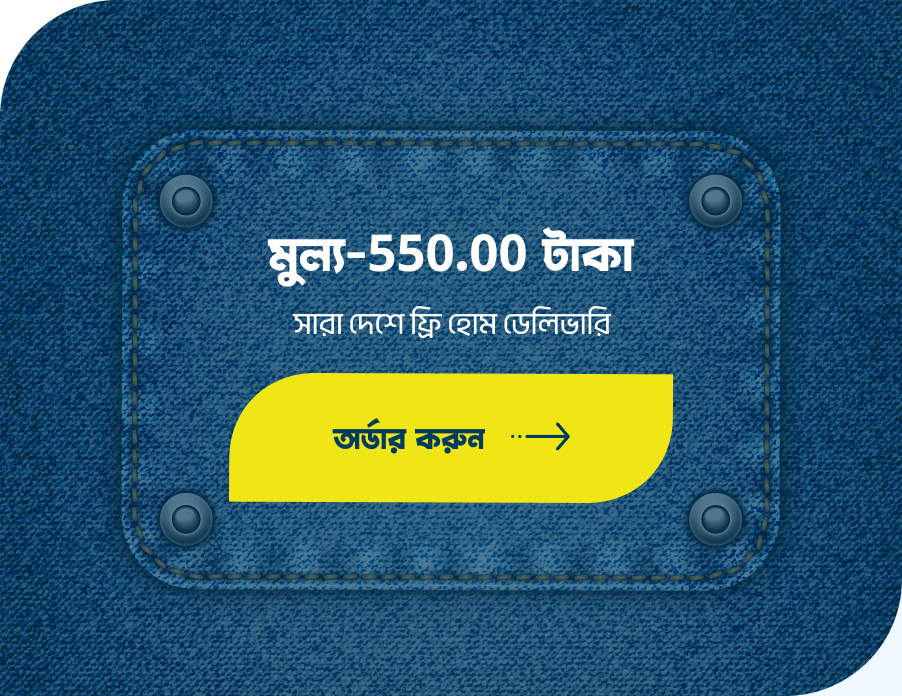 মুল্য-550.00 টাকা
সারা দেশে ফ্রি হোম ডেলিভারি
অর্ডার করুন